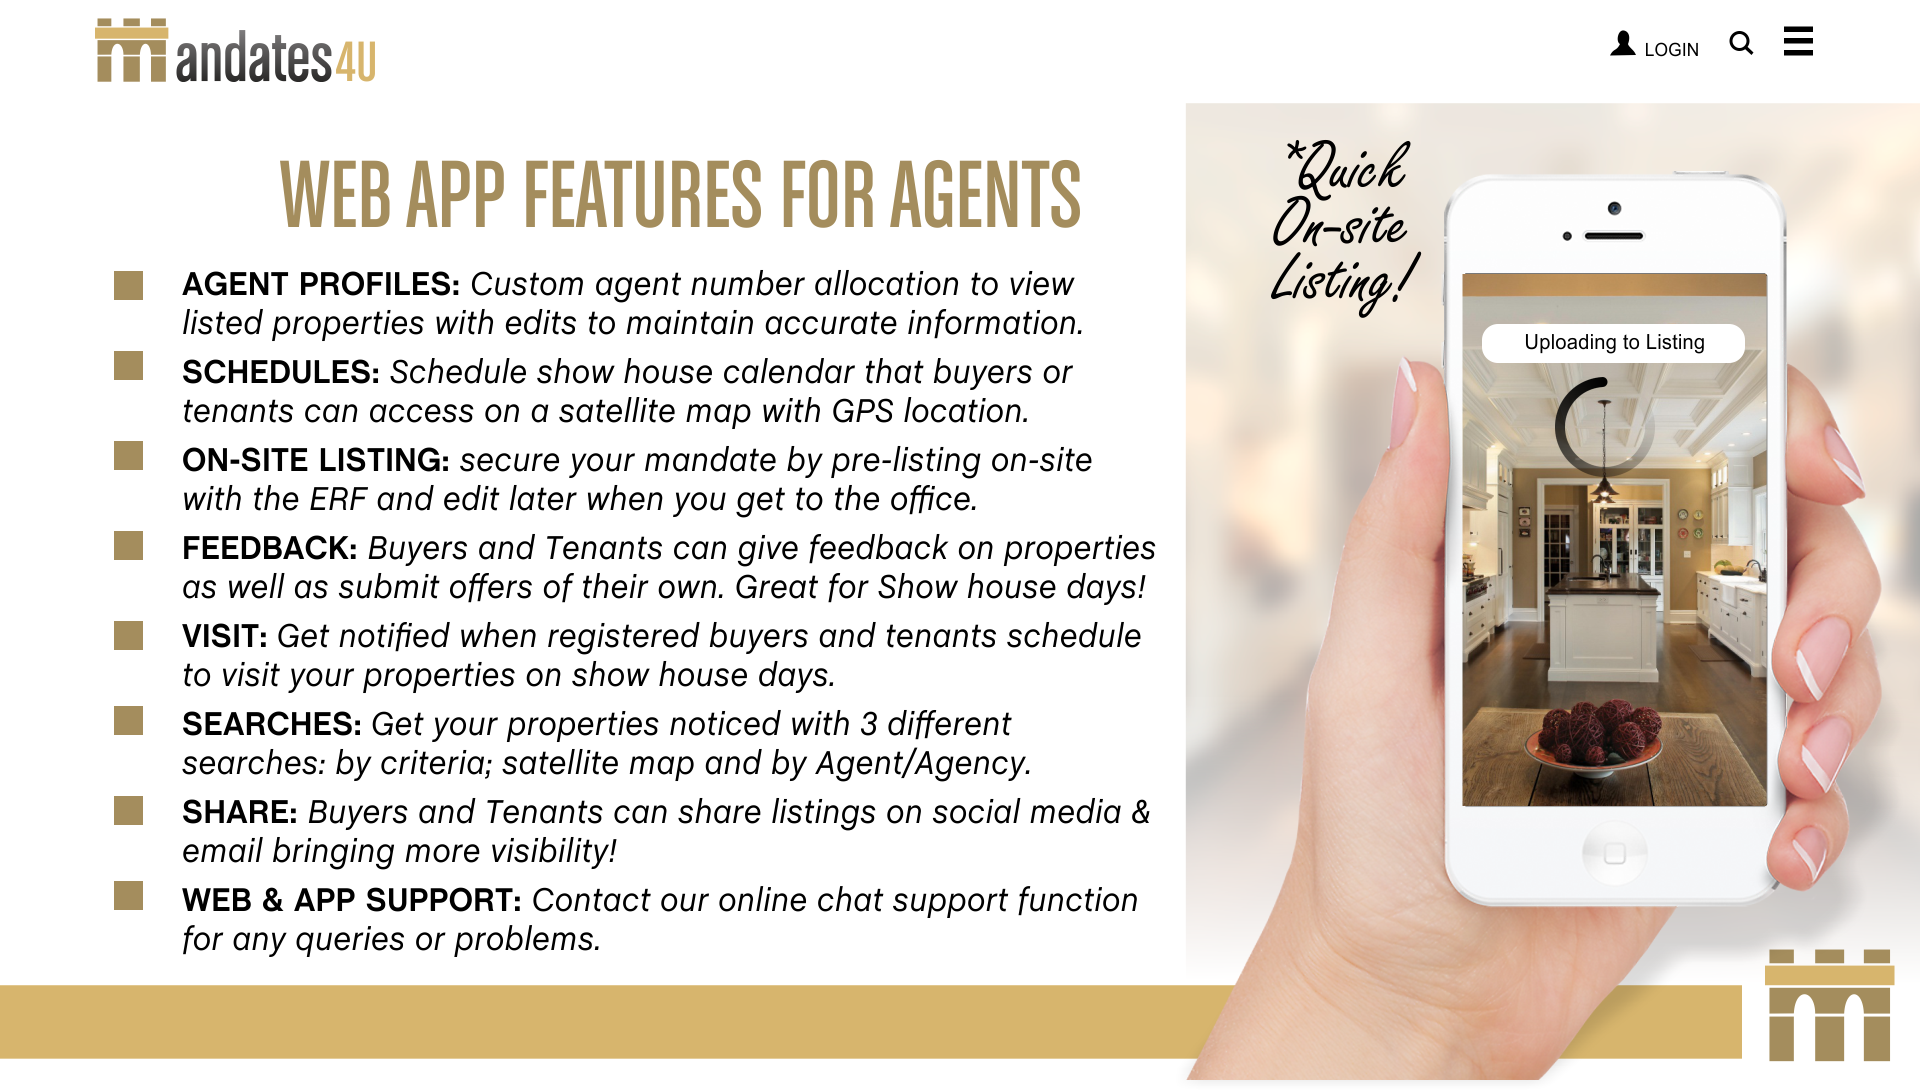 mandates4U
LOGIN
WEB APP FEATURES FOR AGENTS
*Quick
On-site
Listing!
AGENT PROFILES: Custom agent number allocation to view
listed properties with edits to maintain accurate information.
SCHEDULES: Schedule show house calendar that buyers or
tenants can access on a satellite map with GPS location.
ON-SITE LISTING: secure your mandate by pre-listing on-site
with the ERF and edit later when you get to the office.
FEEDBACK: Buyers and Tenants can give feedback on properties
as well as submit offers of their own. Great for Show house days!
VISIT: Get notified when registered buyers and tenants schedule
to visit your properties on show house days.
SEARCHES: Get your properties noticed with 3 different
searches: by criteria; satellite map and by Agent/Agency.
SHARE: Buyers and Tenants can share listings on social media &
email bringing more visibility!
WEB & APP SUPPORT: Contact our online chat support function
for any queries or problems.
Uploading to Listing
m